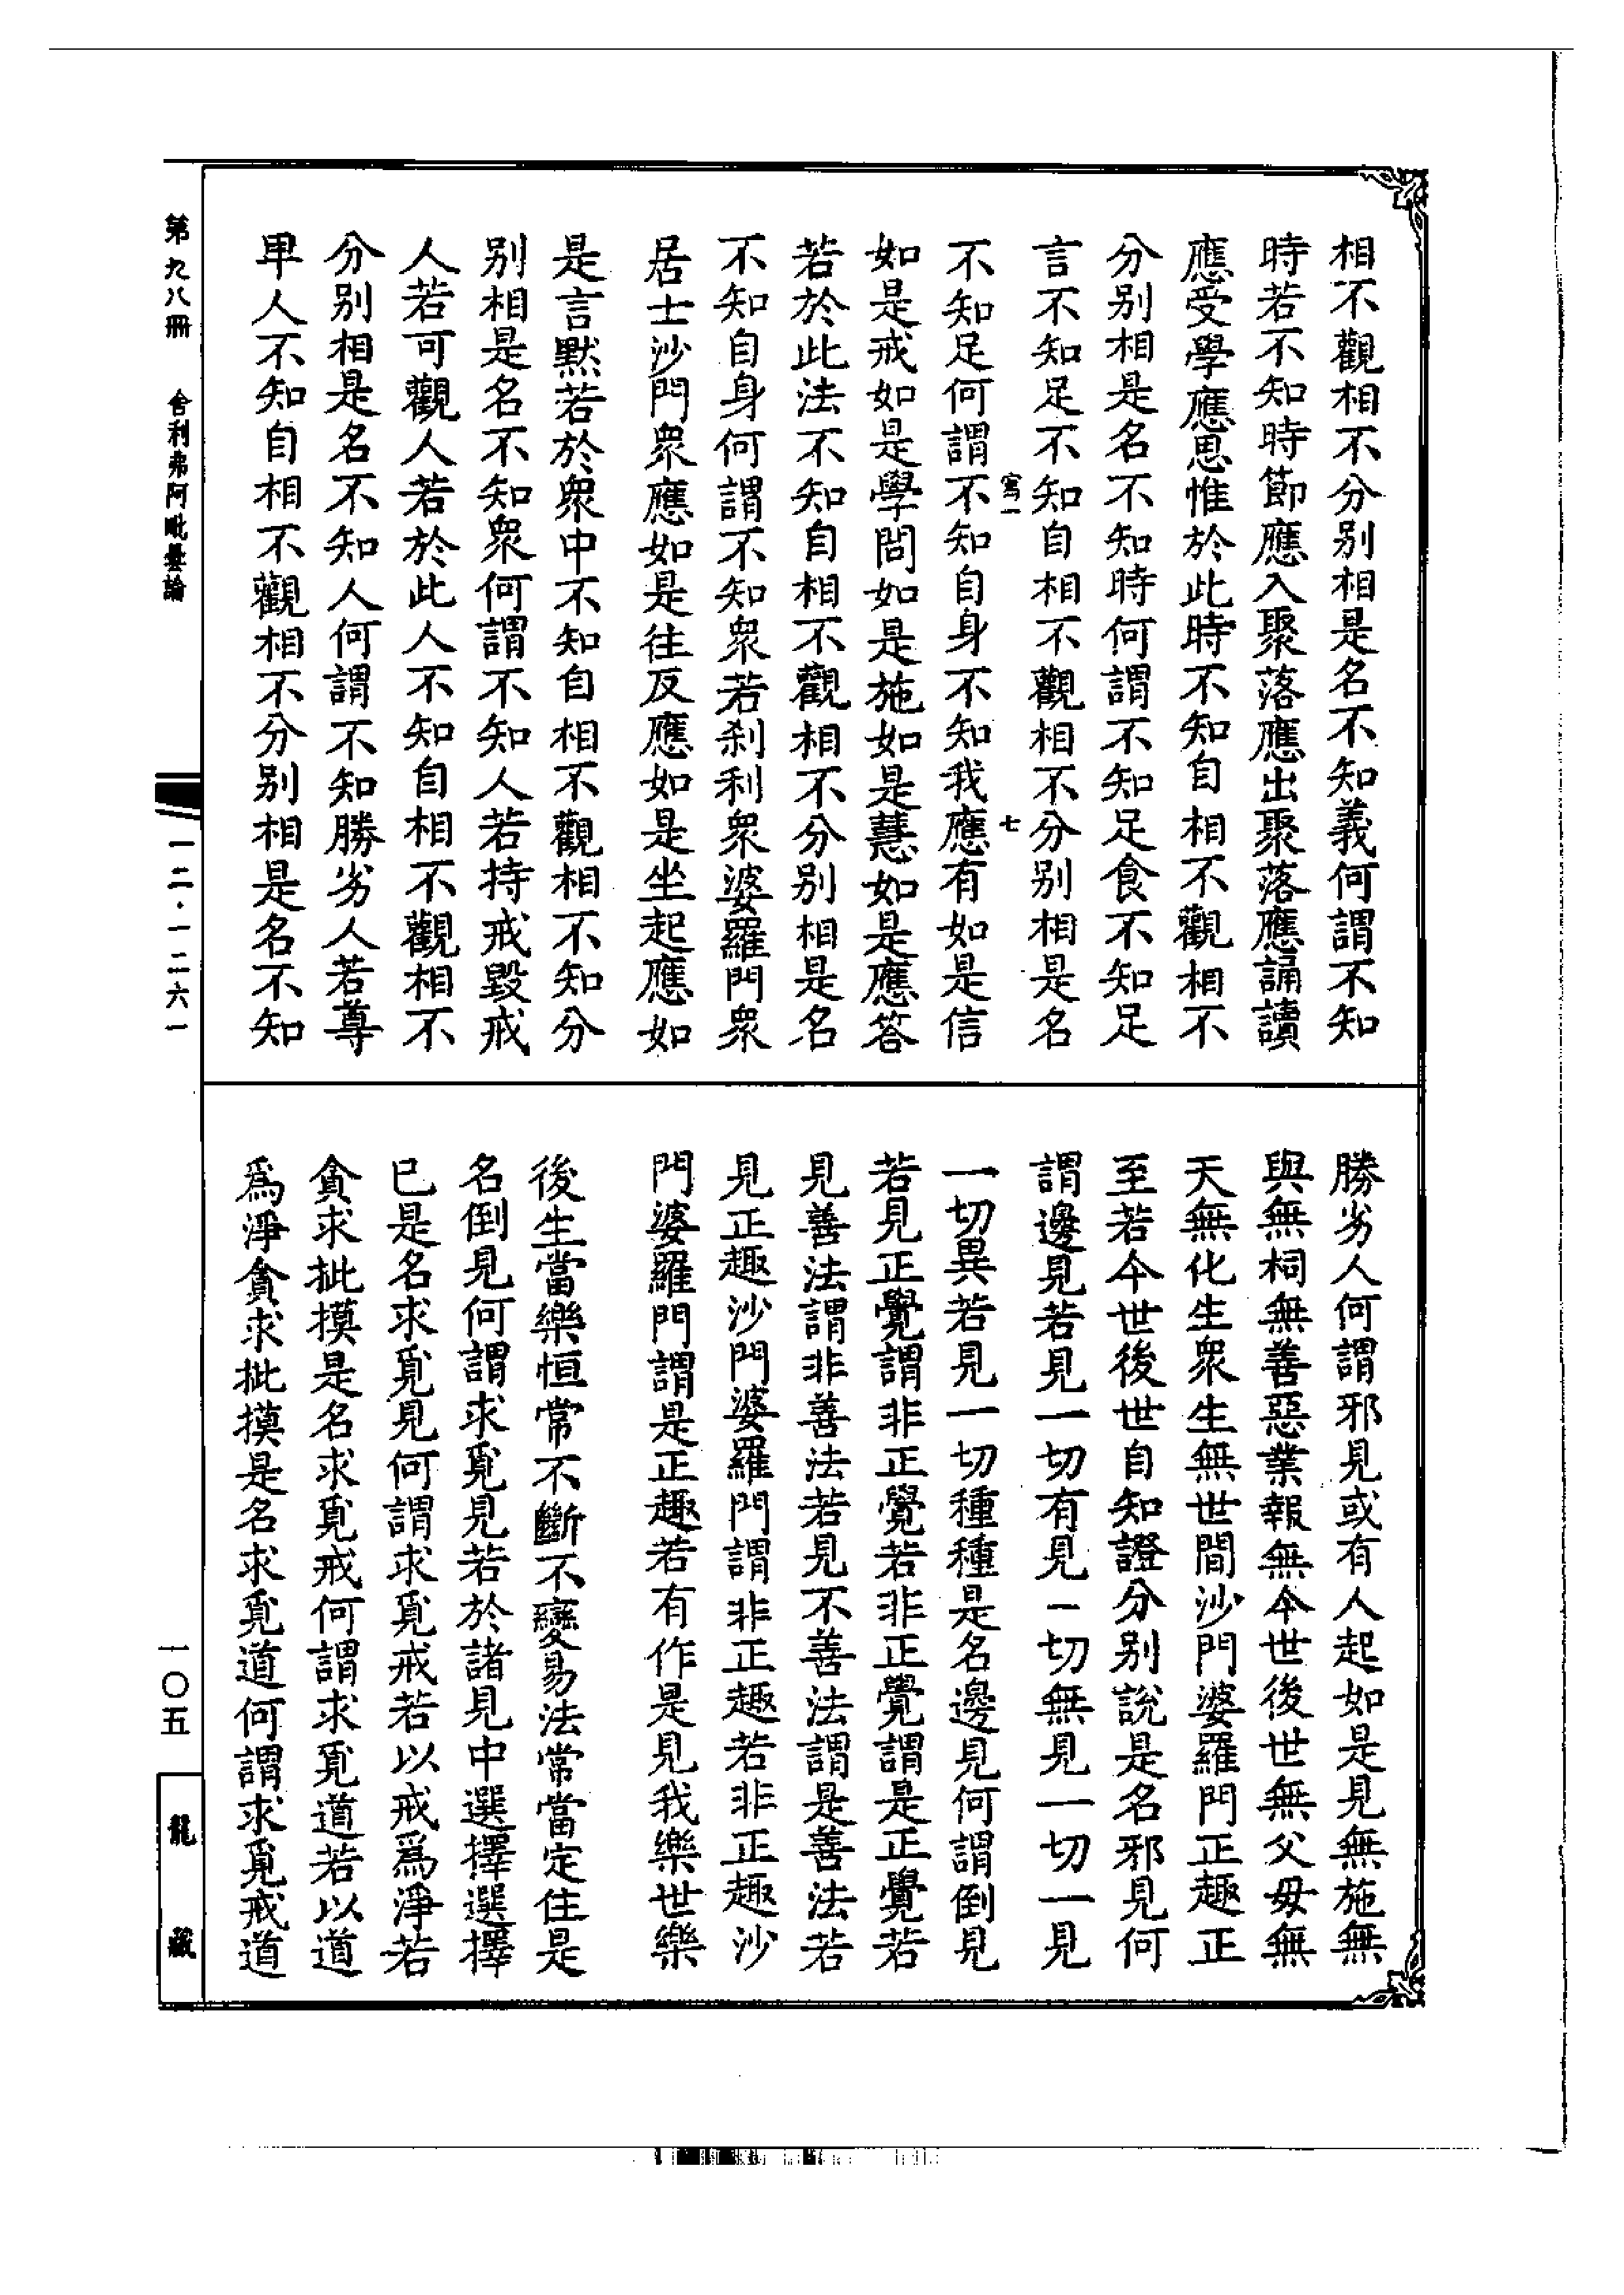 相不觀相不分别相是名不知義何謂不知
時若不知時節應入聚落應出聚落應誦讀
應受學應思惟於此時不知自相不觀相不
分别相是名不知時何謂不知足食不知足
言不知足不知自相不觀相不分别相是名
寫一
七
不知足何謂不知自身不知我應有如是信
如是戒如是學問如是施如是慧如是應答
若於此法不知自相不觀相不分别相是名
不知自身何謂不知衆若刹利衆婆羅門衆
居士沙門衆應如是往反應如是坐起應如
是言默若於衆中不知自相不觀相不知分
别相是名不知衆何謂不知人若持戒毀戒
人若可觀人若於此人不知自相不觀相不
分别相是名不知人何謂不知勝劣人若尊
早人不知自相不觀相不分别相是名不知
勝劣人何謂邪見或有人起如是見無施無
與無祠無善惡業報無今世後世無父毋無
天無化生衆生無世間沙門婆羅門正趣正
至若今世後世自知證分别說是名邪見何
謂邊見若見一切有見一切無見一切一見
一切異若見一切種種是名邊見何謂倒見
若見正覺謂非正覺若非正覺謂是正覺若
見善法謂非善法若見不善法謂是善法若
見正趣沙門婆羅門謂非正趣若非正趣沙
門婆羅門謂是正趣若有作是見我樂世樂
後生當樂恒常不斷不變易法常當定住是
名倒見何謂求覓見若於諸見中選擇選擇
已是名求覓見何謂求覓戒若以戒爲淨若
貪求批摸是名求覓戒何謂求覓道若以道
爲淨貪求批摸是名求覓道何謂求覓戒道
第九八冊
舍利弗阿毗曇論
一二·一二六一
一〇五
龍藏